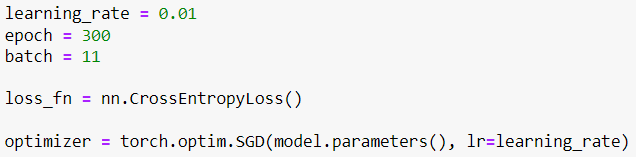 learning_rate = 0.01
epoch = 300
batch = 11
loss_fn = nn.CrossEntropyLoss()
optimizer = torch.optim.SGD(model.parameters(), lr=learning_rate)